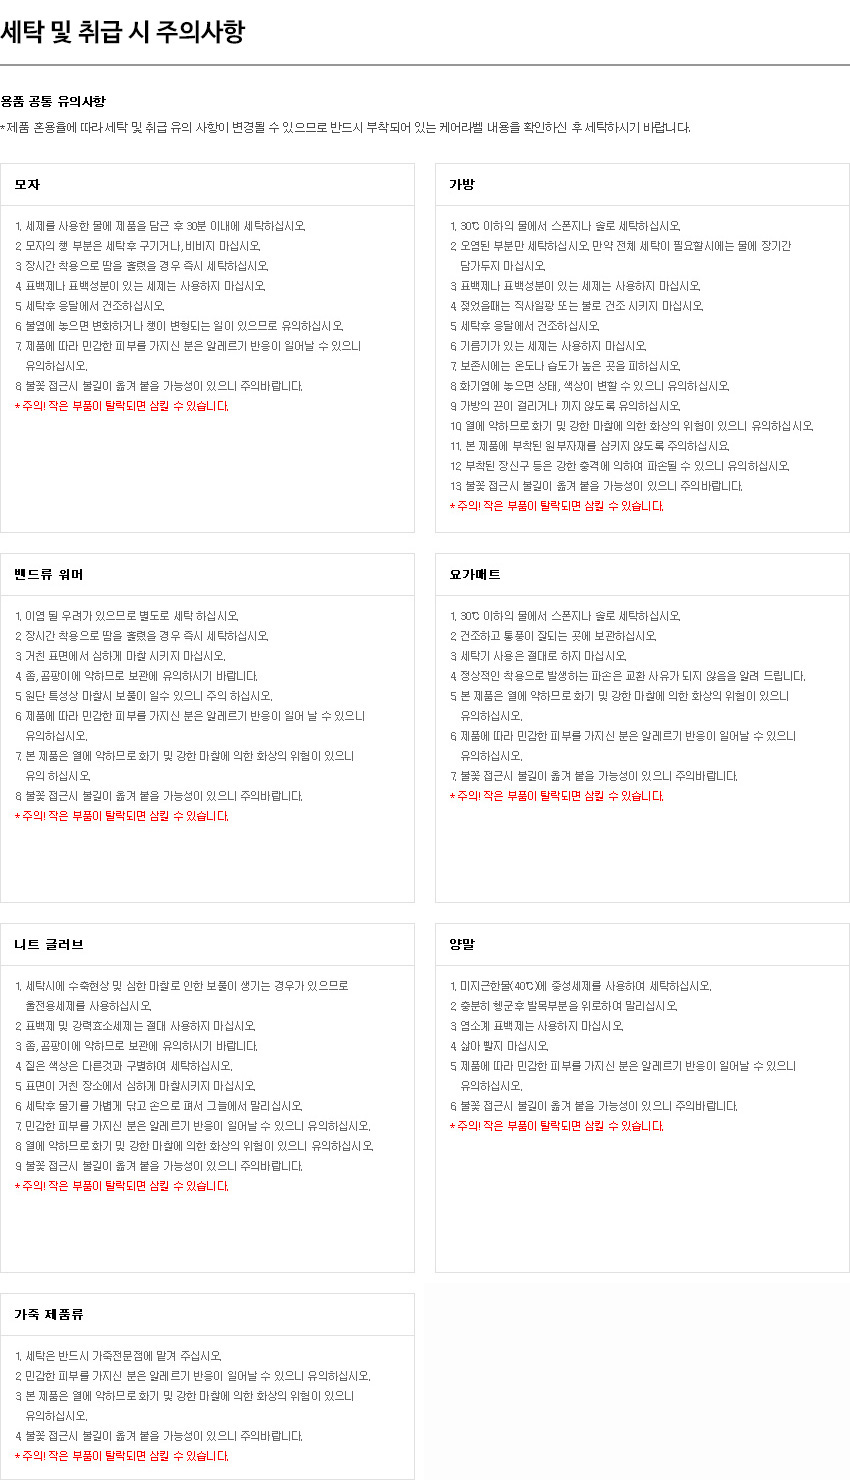 세탁 및 취급 시 주의사항
용품 공통 유의사항
*제품 혼용율에 따라 세탁 및 취급 유의 사항이 변경될 수 있으므로 반드시 부착되어 있는 케어라벨 내용을 확인하신 후 세탁하시기 바랍니다.
모자
1. 세제를 사용한 물에 제품을 담근 후 30분 이내에 세탁하십시오.
2. 모자의 챙 부분은 세탁후 구기거나, 비비지 마십시오.
3. 장시간 착용으로 땀을 흘렸을 경우 즉시 세탁하십시오.
4. 표백제나 표백성분이 있는 세제는 사용하지 마십시오.
5. 세탁후 응달에서 건조하십시오.
6. 불옆에 놓으면 변화하거나 챙이 변형되는 일이 있으므로 유의하십시오.
7. 제품에 따라 민감한 피부를 가지신 분은 알레르기 반응이 일어날 수 있으니
유의하십시오.
8. 불꽃 접근시 불길이 옮겨 붙을 가능성이 있으니 주의바랍니다.
* 주의! 작은 부품이 탈락되면 삼킬 수 있습니다.
가방
1. 30℃ 이하의 물에서 스폰지나 솔로 세탁하십시오.
2. 오염된 부분만 세탁하십시오. 만약 전체 세탁이 필요할시에는 물에 장기간
담가두지 마십시오.
3. 표백제나 표백성분이 있는 세제는 사용하지 마십시오.
4. 젖었을때는 직사일광 또는 불로 건조 시키지 마십시오.
5. 세탁후 응달에서 건조하십시오.
6. 기름기가 있는 세제는 사용하지 마십시오.
7. 보존시에는 온도나 습도가 높은 곳을 피하십시오.
8. 화기옆에 놓으면 상태, 색상이 변할 수 있으니 유의하십시오.
9. 가방의 끈이 걸리거나 끼지 않도록 유의하십시오.
10. 열에 약하므로 화기 및 강한 마찰에 의한 화상의 위험이 있으니 유의하십시오.
11. 본 제품에 부착된 원부자재를 삼키지 않도록 주의하십시요.
12. 부착된 장신구 등은 강한 충격에 의하여 파손될 수 있으니 유의하십시오.
13. 불꽃 접근시 불길이 옮겨 붙을 가능성이 있으니 주의바랍니다.
* 주의! 작은 부품이 탈락되면 삼킬 수 있습니다.
밴드류 워머
1. 이염 될 우려가 있으므로 별도로 세탁 하십시오.
2. 장시간 착용으로 땀을 흘렸을 경우 즉시 세탁하십시오.
3. 거친 표면에서 심하게 마찰 시키지 마십시오.
4. 좀, 곰팡이에 약하므로 보관에 유의하시기 바랍니다.
5. 원단 특성상 마찰시 보풀이 일수 있으니 주의 하십시오.
6. 제품에 따라 민감한 피부를 가지신 분은 알레르기 반응이 일어 날 수 있으니
유의하십시오.
7. 본 제품은 열에 약하므로 화기 및 강한 마찰에 의한 화상의 위험이 있으니
유의 하십시오.
8. 불꽃 접근시 불길이 옮겨 붙을 가능성이 있으니 주의바랍니다.
* 주의! 작은 부품이 탈락되면 삼킬 수 있습니다.
요가매트
1. 30℃ 이하의 물에서 스폰지나 솔로 세탁하십시오.
2. 건조하고 통풍이 잘되는 곳에 보관하십시오.
3. 세탁기 사용은 절대로 하지 마십시오.
4. 정상적인 착용으로 발생하는 파손은 교환 사유가 되지 않음을 알려 드립니다.
5. 본 제품은 열에 약하므로 화기 및 강한 마찰에 의한 화상의 위험이 있으니
유의하십시오.
6. 제품에 따라 민감한 피부를 가지신 분은 알레르기 반응이 일어날 수 있으니
유의하십시오.
7. 불꽃 접근시 불길이 옮겨 붙을 가능성이 있으니 주의바랍니다.
* 주의! 작은 부품이 탈락되면 삼킬 수 있습니다.
니트 글러브
1. 세탁시에 수축현상 및 심한 마찰로 인한 보풀이 생기는 경우가 있으므로
울전용세제를 사용하십시오.
2. 표백제 및 강력효소세제는 절대 사용하지 마십시오.
3. 좀, 곰팡이에 약하므로 보관에 유의하시기 바랍니다.
4. 짙은 색상은 다른것과 구별하여 세탁하십시오.
5. 표면이 거친 장소에서 심하게 마찰시키지 마십시오.
6. 세탁후 물기를 가볍게 닦고 손으로 펴서 그늘에서 말리십시오.
7. 민감한 피부를 가지신 분은 알레르기 반응이 일어날 수 있으니 유의하십시오.
8. 열에 약하므로 화기 및 강한 마찰에 의한 화상의 위험이 있으니 유의하십시오.
9. 불꽃 접근시 불길이 옮겨 붙을 가능성이 있으니 주의바랍니다.
* 주의! 작은 부품이 탈락되면 삼킬 수 있습니다.
양말
1. 미지근한물(40℃)에 중성세제를 사용하여 세탁하십시오.
2. 충분히 헹군후 발목부분을 위로하여 말리십시오.
3. 염소계 표백제는 사용하지 마십시오.
4. 삶아 빨지 마십시오.
5. 제품에 따라 민감한 피부를 가지신 분은 알레르기 반응이 일어날 수 있으니
유의하십시오.
6. 불꽃 접근시 불길이 옮겨 붙을 가능성이 있으니 주의바랍니다.
* 주의! 작은 부품이 탈락되면 삼킬 수 있습니다.
가죽 제품류
1. 세탁은 반드시 가죽전문점에 맡겨 주십시오.
2. 민감한 피부를 가지신 분은 알레르기 반응이 일어날 수 있으니 유의하십시오.
3. 본 제품은 열에 약하므로 화기 및 강한 마찰에 의한 화상의 위험이 있으니
유의하십시오.
4. 불꽃 접근시 불길이 옮겨 붙을 가능성이 있으니 주의바랍니다.
* 주의! 작은 부품이 탈락되면 삼킬 수 있습니다.